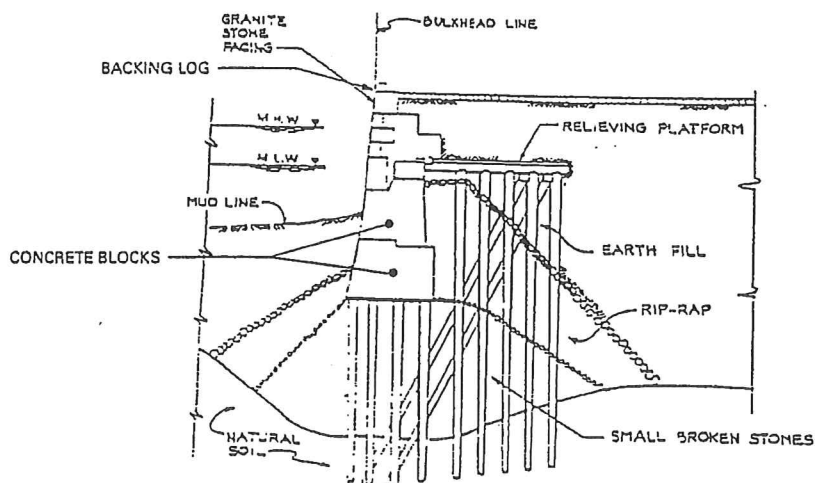 GRANITE
STONE
FACING
BULKHEAD LINE
BACKING LOG
M.H.W
RELIEVING PLATFORM
M.L.W
MUD LINE
CONCRETE BLOCKS
EARTH FILL
RIP-RAP
NATURAL
SOIL
SMALL BROKEN STONES